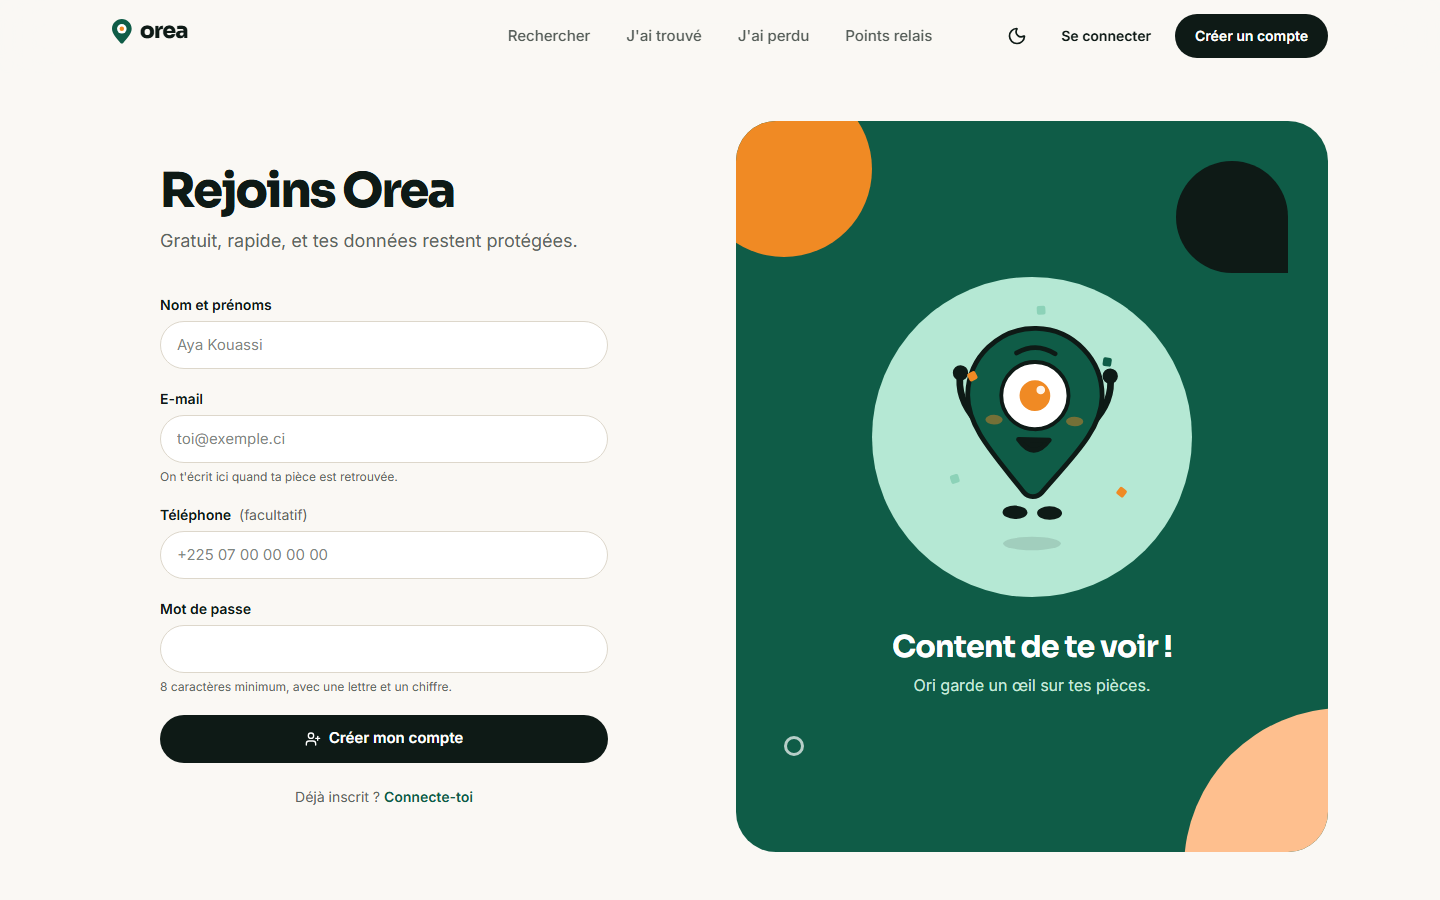 orea
Rechercher
J'ai trouvé
J'ai perdu
Points relais
Se connecter
Créer un compte
Rejoins Orea
Gratuit, rapide, et tes données restent protégées.
Nom et prénoms
Aya Kouassi
E-mail
toi@exemple.ci
On t'écrit ici quand ta pièce est retrouvée.
Téléphone (facultatif)
+225 07 00 00 00 00
Mot de passe
8 caractères minimum, avec une lettre et un chiffre.
Créer mon compte
Déjà inscrit ? Connecte-toi
Content de te voir !
Ori garde un œil sur tes pièces.